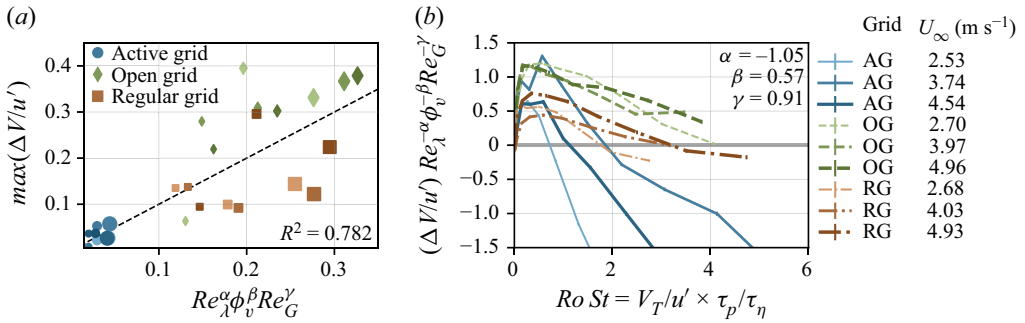 (a)
max(ΔV/u′)
0.4
0.3
0.2
0.1
Active grid
Open grid
Regular grid
R² = 0.782
0.1 0.2 0.3
Re_λ^α ϕ_v^β Re_G^γ
(b)
(ΔV/u′) Re_λ^{−α} ϕ_v^{−β} Re_G^{−γ}
1.5
1.0
0.5
0
−0.5
−1.0
−1.5
α = −1.05
β = 0.57
γ = 0.91
0 2 4 6
Ro St = V_T/u′ × τ_p/τ_η
Grid U_∞ (m s⁻¹)
AG 2.53
AG 3.74
AG 4.54
OG 2.70
OG 3.97
OG 4.96
RG 2.68
RG 4.03
RG 4.93